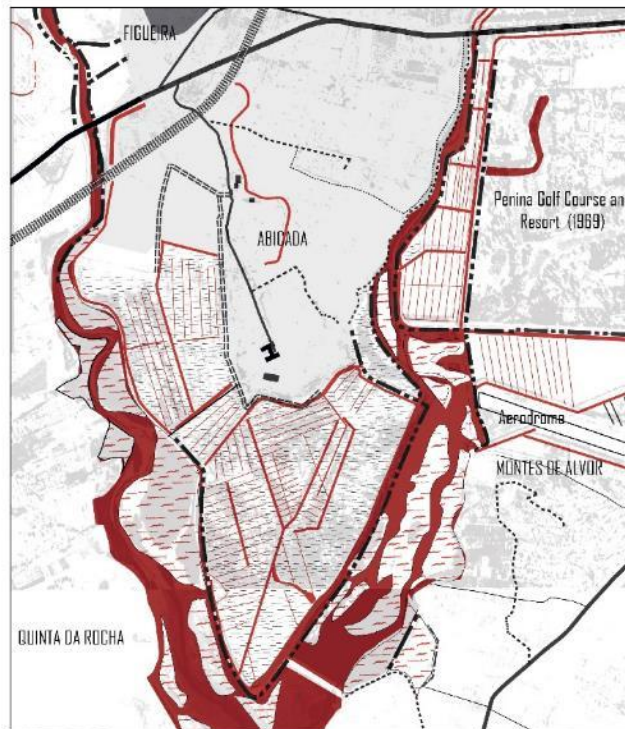 FIGUEIRA
Penina Golf Course an
Resort (1969)
ABICADA
Aerodrome
MONTES DE ALVOR
QUINTA DA ROCHA